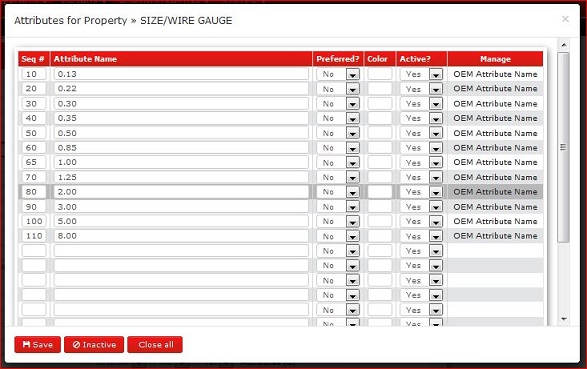 Attributes for Property » SIZE/WIRE GAUGE ×
Seq # Attribute Name Preferred? Color Active? Manage
10 0.13 No Yes OEM Attribute Name
20 0.22 No Yes OEM Attribute Name
30 0.30 No Yes OEM Attribute Name
40 0.35 No Yes OEM Attribute Name
50 0.50 No Yes OEM Attribute Name
60 0.85 No Yes OEM Attribute Name
65 1.00 No Yes OEM Attribute Name
70 1.25 No Yes OEM Attribute Name
80 2.00 No Yes OEM Attribute Name
90 3.00 No Yes OEM Attribute Name
100 5.00 No Yes OEM Attribute Name
110 8.00 No Yes OEM Attribute Name
No Yes
No Yes
No Yes
No Yes
No Yes
No Yes
Save Inactive Close all